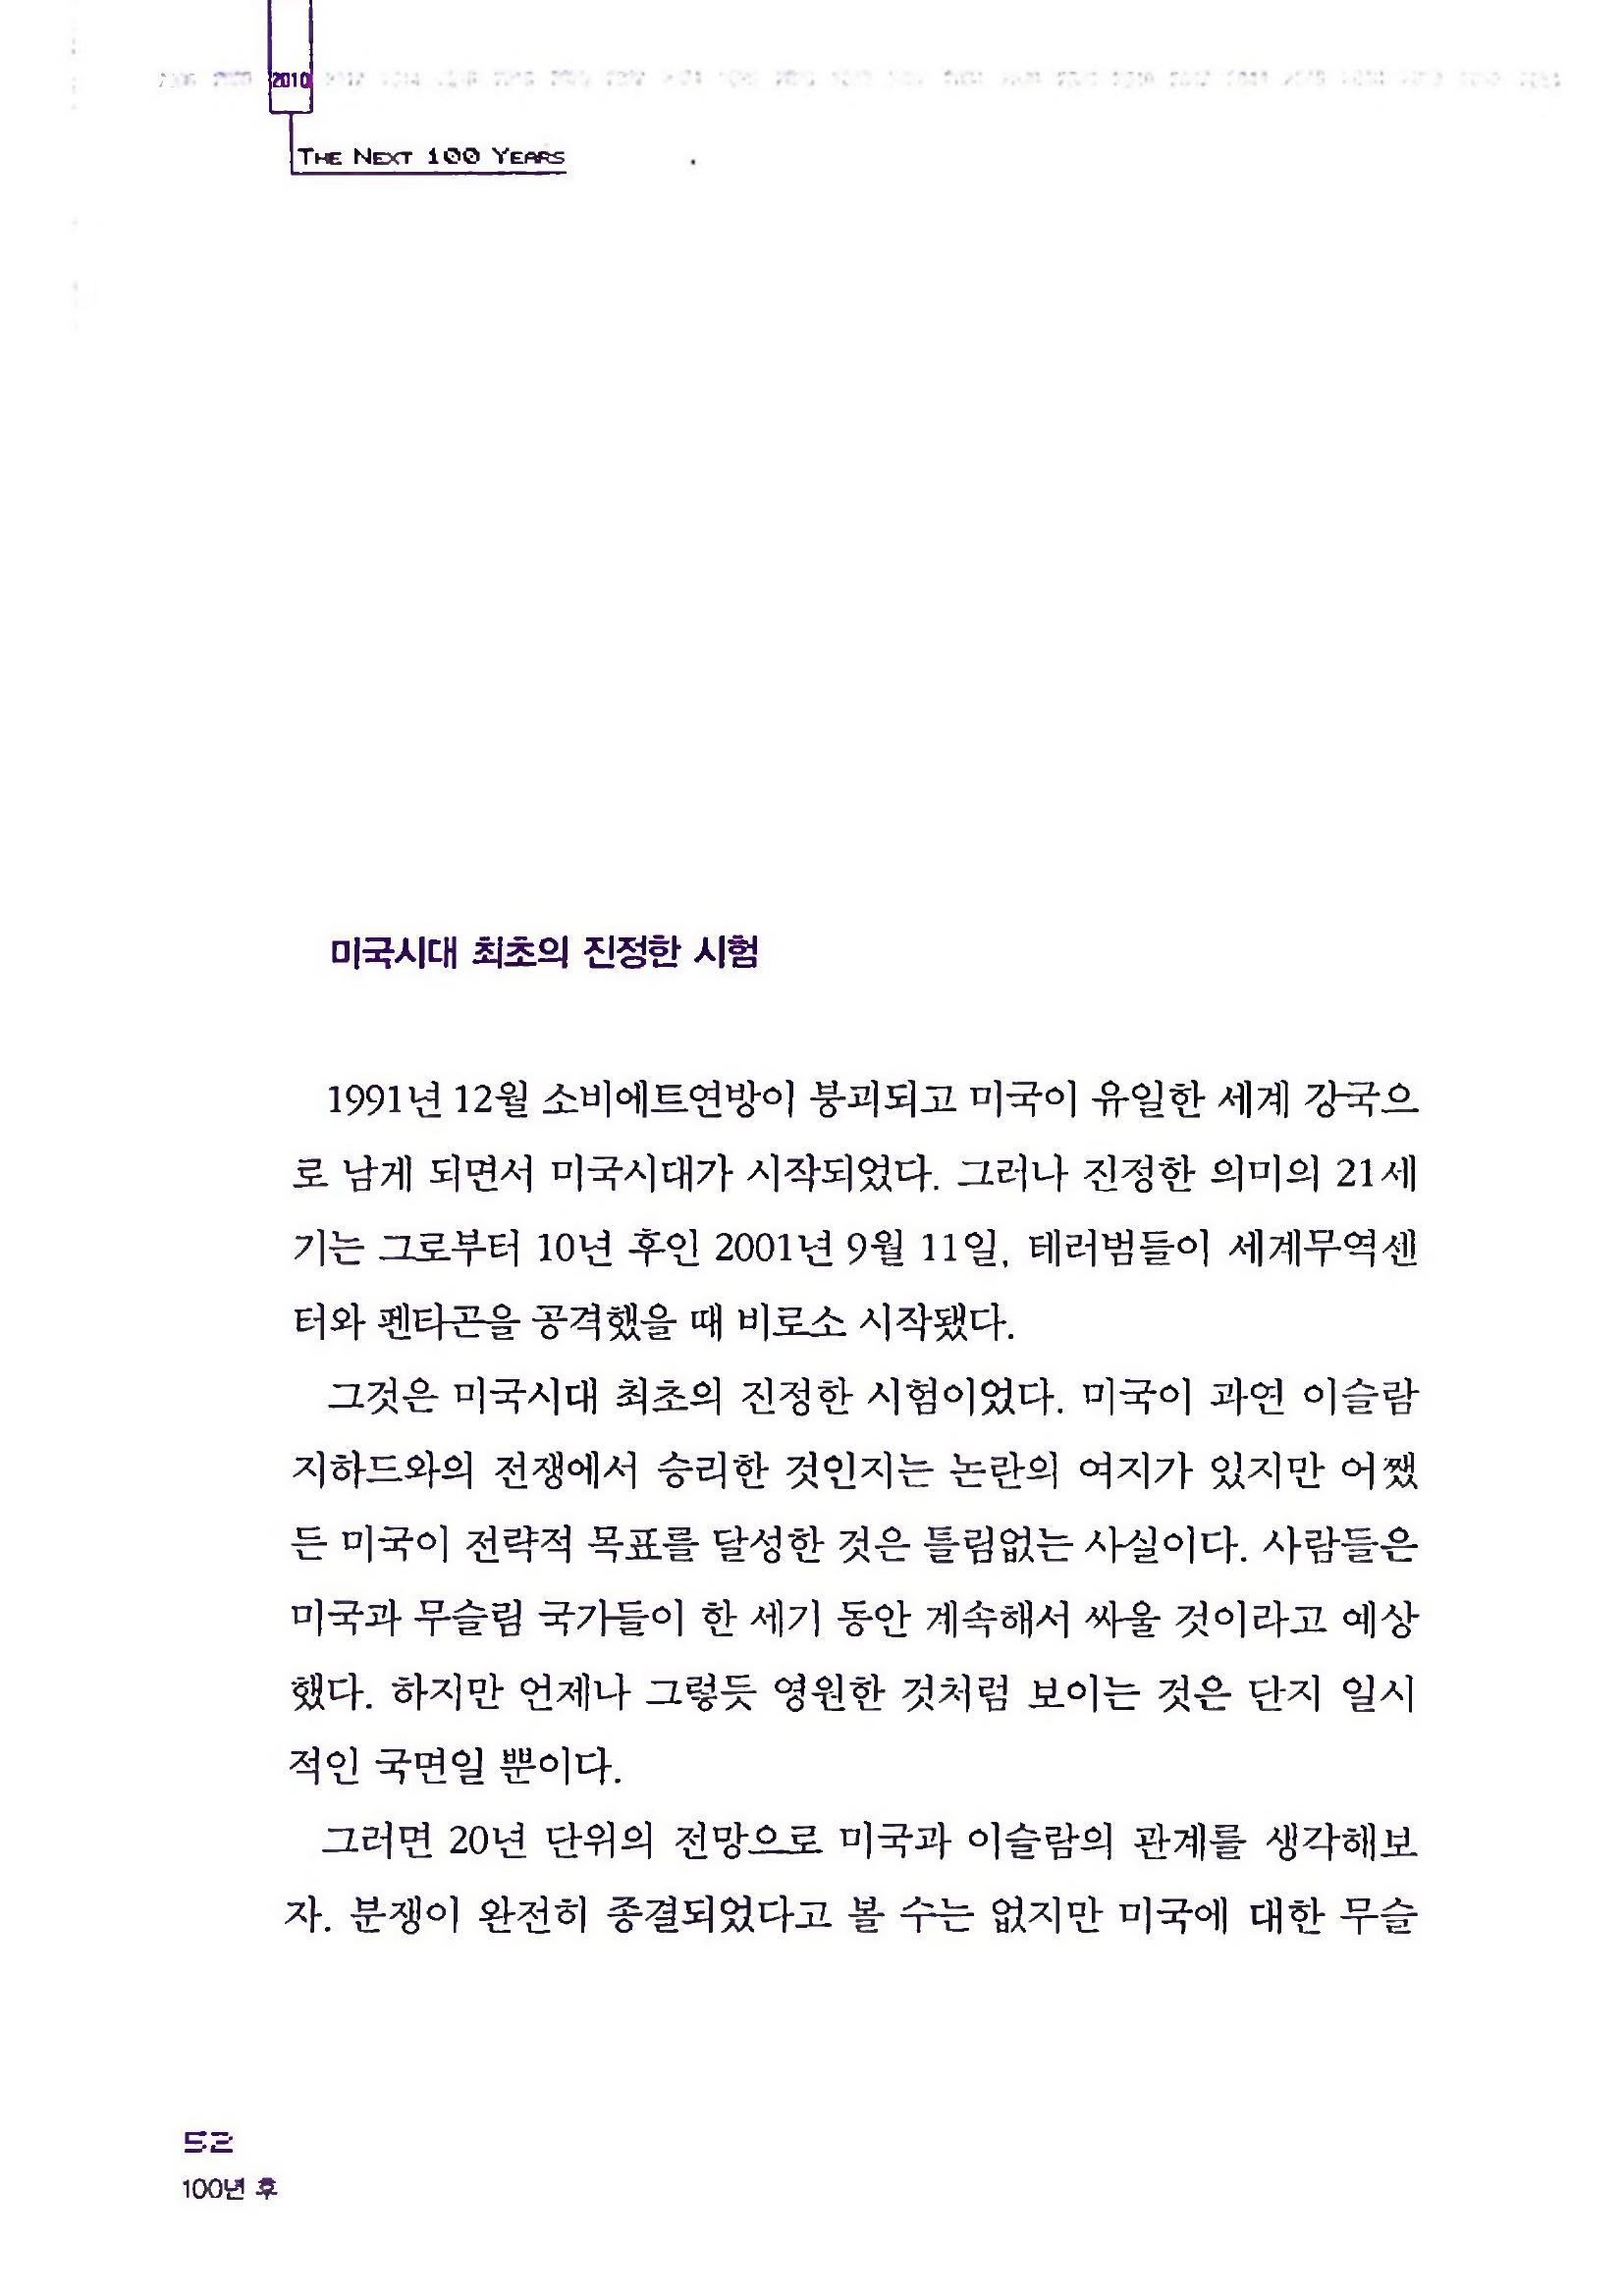 2010
THE NEXT 100 YEARS
미국시대 최초의 진정한 시험
1991년 12월 소비에트연방이 붕괴되고 미국이 유일한 세계 강국으
로 남게 되면서 미국시대가 시작되었다. 그러나 진정한 의미의 21세
기는 그로부터 10년 후인 2001년 9월 11일, 테러범들이 세계무역센
터와 펜타곤을 공격했을 때 비로소 시작됐다.
그것은 미국시대 최초의 진정한 시험이었다. 미국이 과연 이슬람
지하드와의 전쟁에서 승리한 것인지는 논란의 여지가 있지만 어쨌
든 미국이 전략적 목표를 달성한 것은 틀림없는 사실이다. 사람들은
미국과 무슬림 국가들이 한 세기 동안 계속해서 싸울 것이라고 예상
했다. 하지만 언제나 그렇듯 영원한 것처럼 보이는 것은 단지 일시
적인 국면일 뿐이다.
그러면 20년 단위의 전망으로 미국과 이슬람의 관계를 생각해보
자. 분쟁이 완전히 종결되었다고 볼 수는 없지만 미국에 대한 무슬
52
100년 후